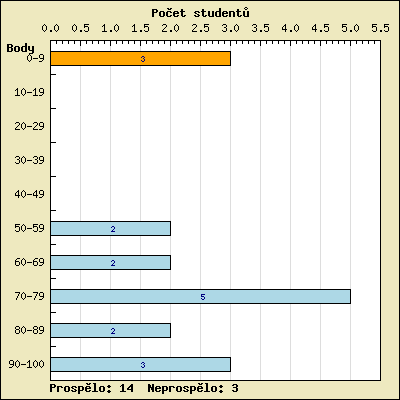 Počet studentů
0.0 0.5 1.0 1.5 2.0 2.5 3.0 3.5 4.0 4.5 5.0 5.5
Body
0-9 3
10-19
20-29
30-39
40-49
50-59 2
60-69 2
70-79 5
80-89 2
90-100 3
Prospělo: 14 Neprospělo: 3